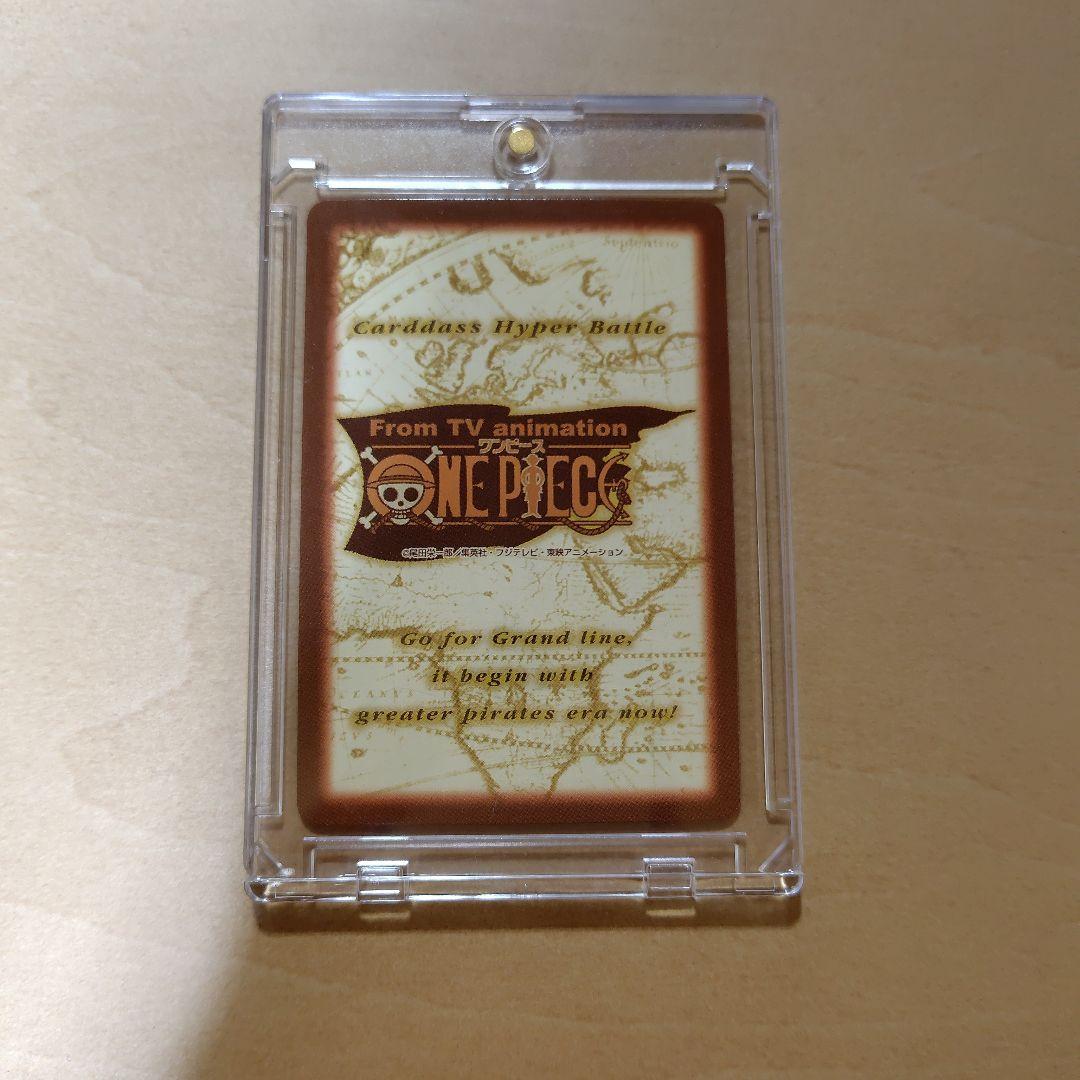 Septentrio
Carddass Hyper Battle
From TV animation
ワンピース
ONE PIECE
©尾田栄一郎／集英社・フジテレビ・東映アニメーション
Go for Grand line,
it begin with
greater pirates era now!